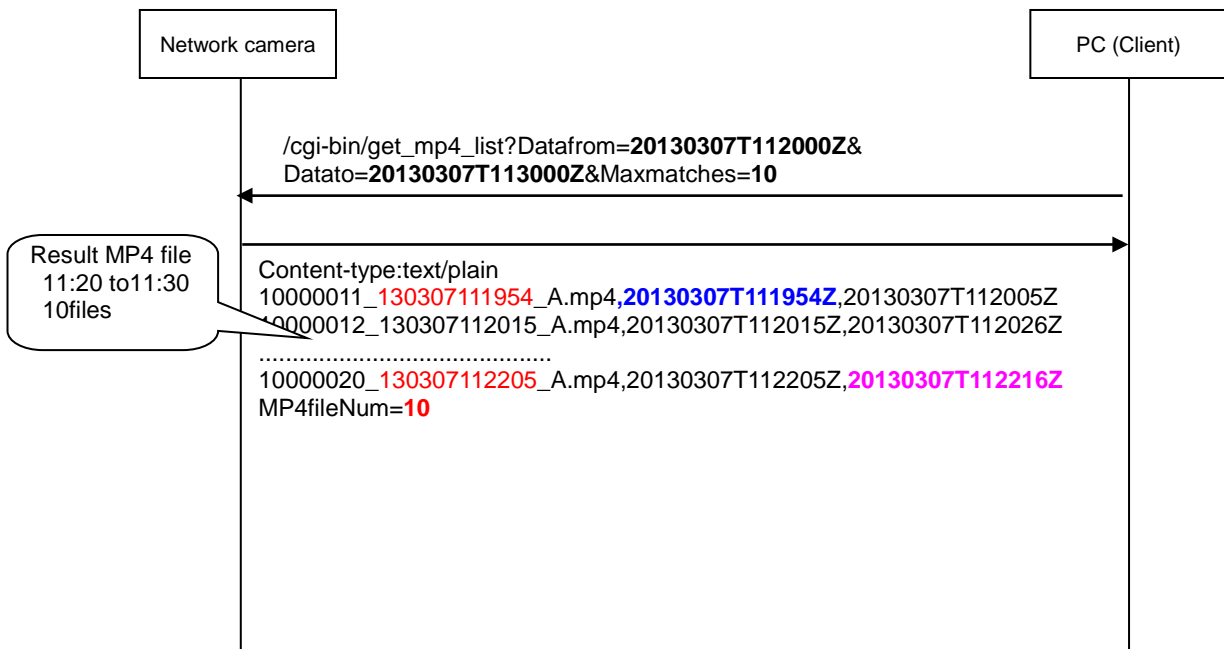 Network camera
PC (Client)
/cgi-bin/get_mp4_list?Datafrom=20130307T112000Z&
Datato=20130307T113000Z&Maxmatches=10
Result MP4 file
11:20 to11:30
10files
Content-type:text/plain
10000011_130307111954_A.mp4,20130307T111954Z,20130307T112005Z
10000012_130307112015_A.mp4,20130307T112015Z,20130307T112026Z
............................................
10000020_130307112205_A.mp4,20130307T112205Z,20130307T112216Z
MP4fileNum=10